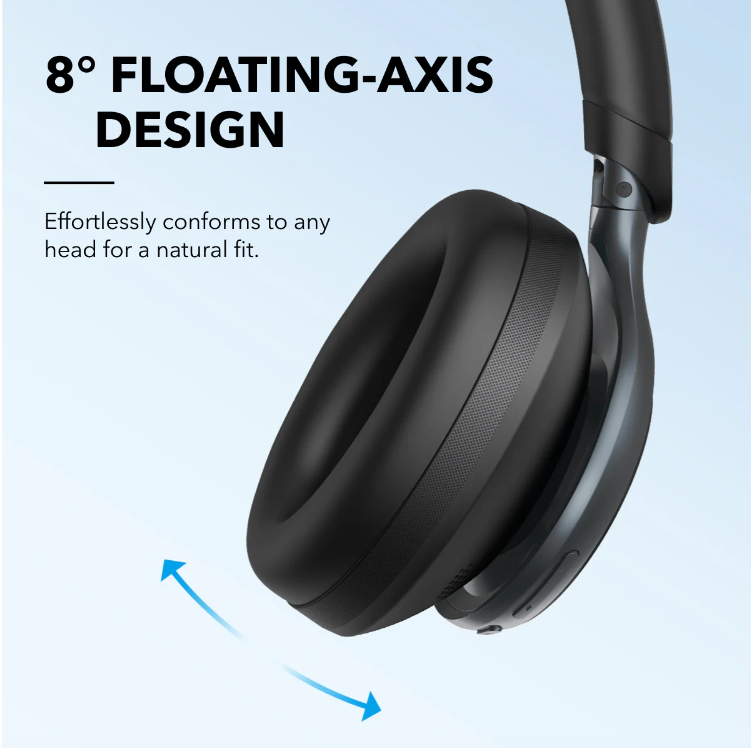 8° FLOATING-AXIS
DESIGN
Effortlessly conforms to any
head for a natural fit.